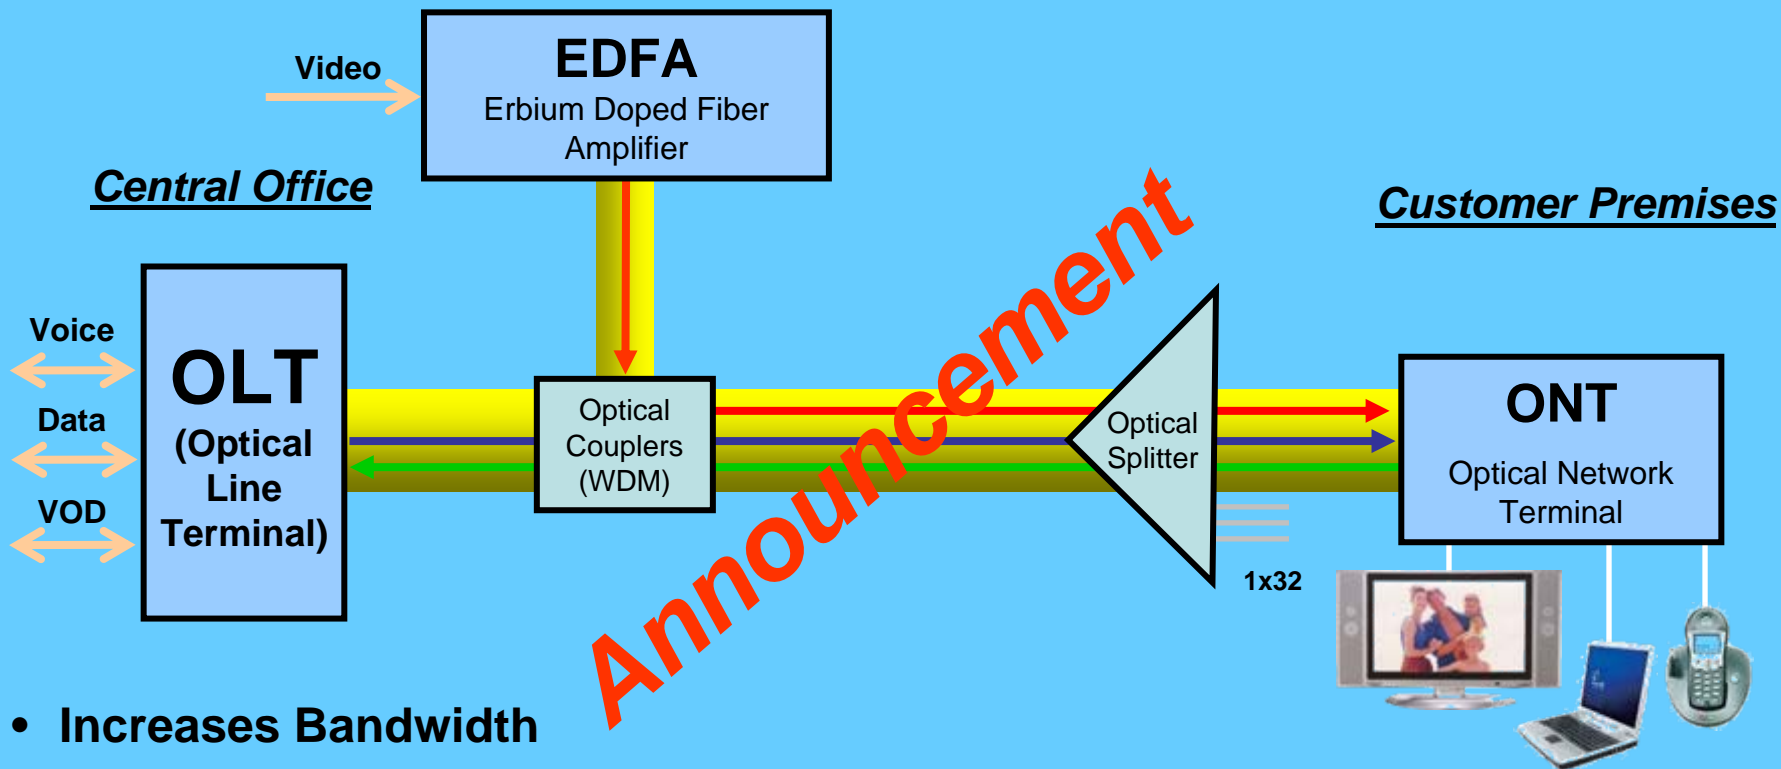 Video
EDFA
Erbium Doped Fiber
Amplifier
Central Office
Customer Premises
Voice
Data
VOD
OLT
(Optical
Line
Terminal)
Optical
Couplers
(WDM)
Announcement
Optical
Splitter
1x32
ONT
Optical Network
Terminal
• Increases Bandwidth